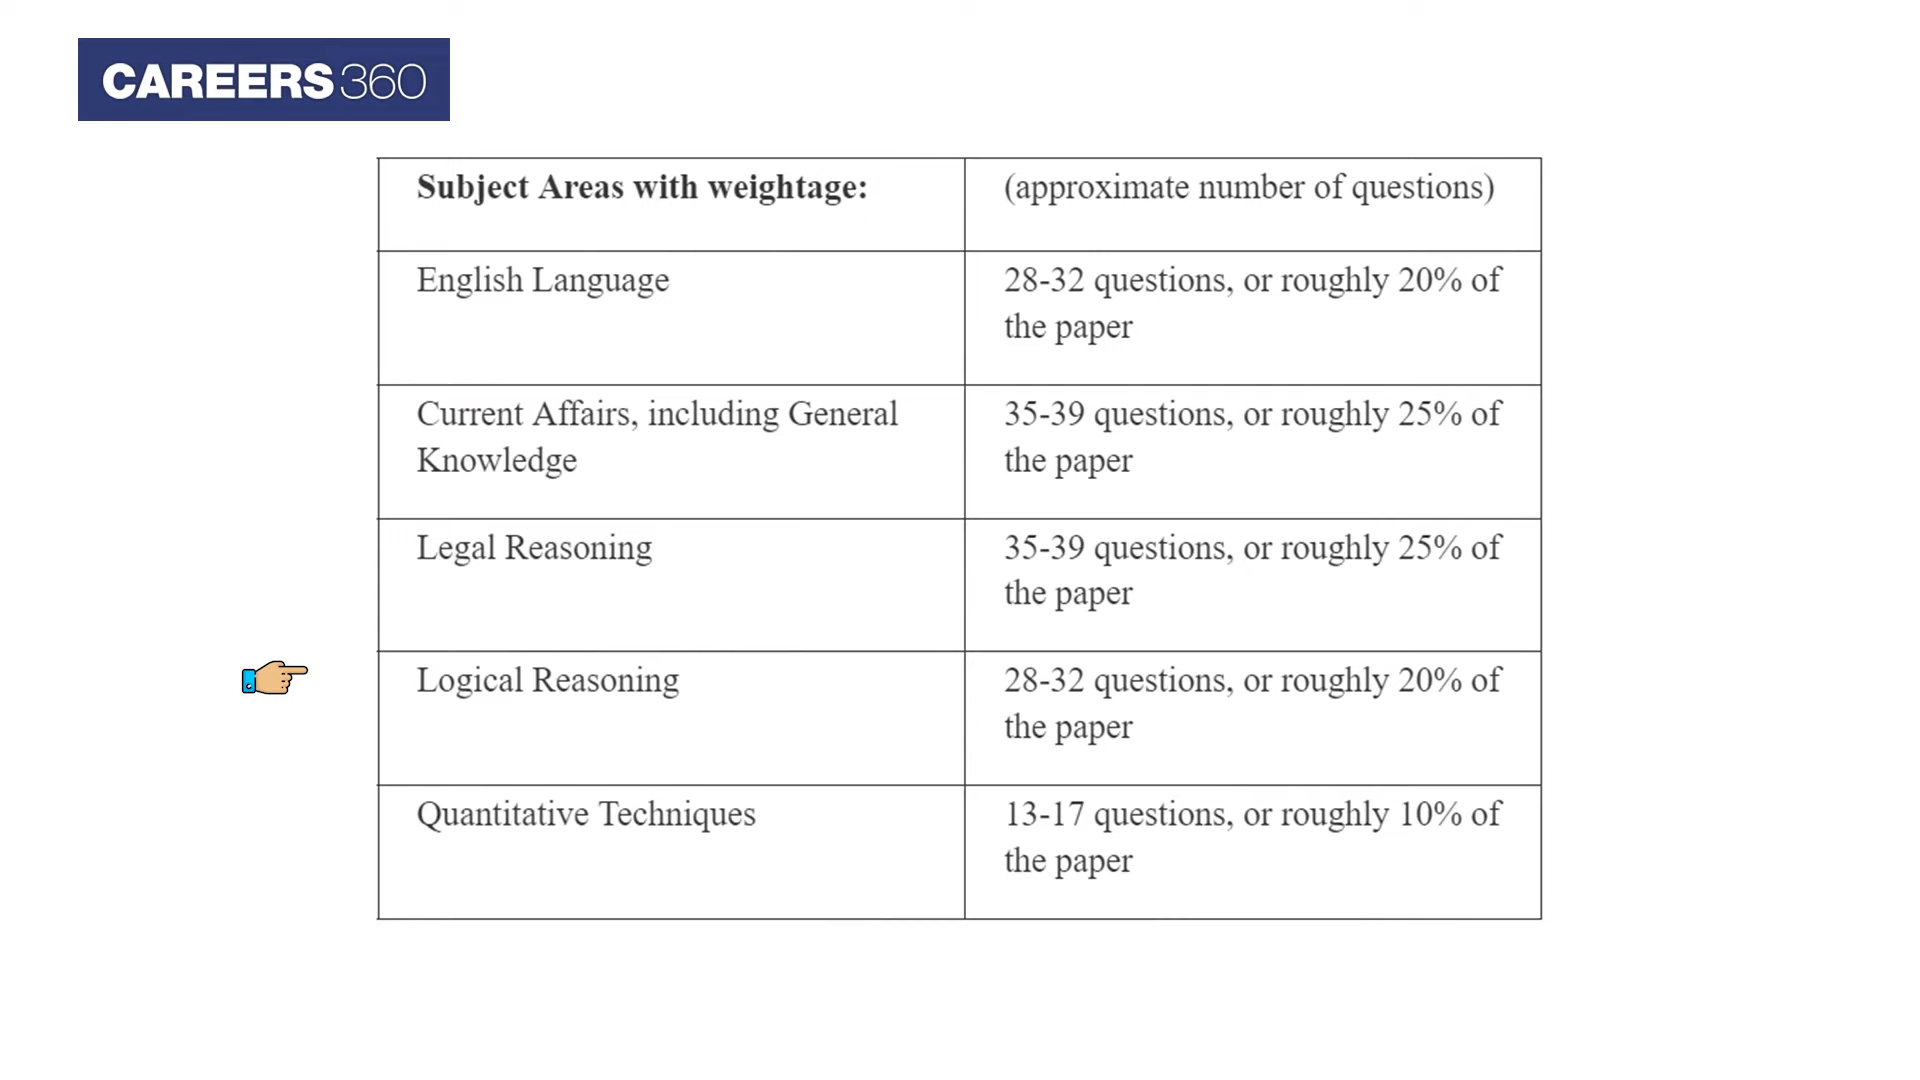 CAREERS360
Subject Areas with weightage:
(approximate number of questions)
English Language
28-32 questions, or roughly 20% of
the paper
Current Affairs, including General
Knowledge
35-39 questions, or roughly 25% of
the paper
Legal Reasoning
35-39 questions, or roughly 25% of
the paper
Logical Reasoning
28-32 questions, or roughly 20% of
the paper
Quantitative Techniques
13-17 questions, or roughly 10% of
the paper